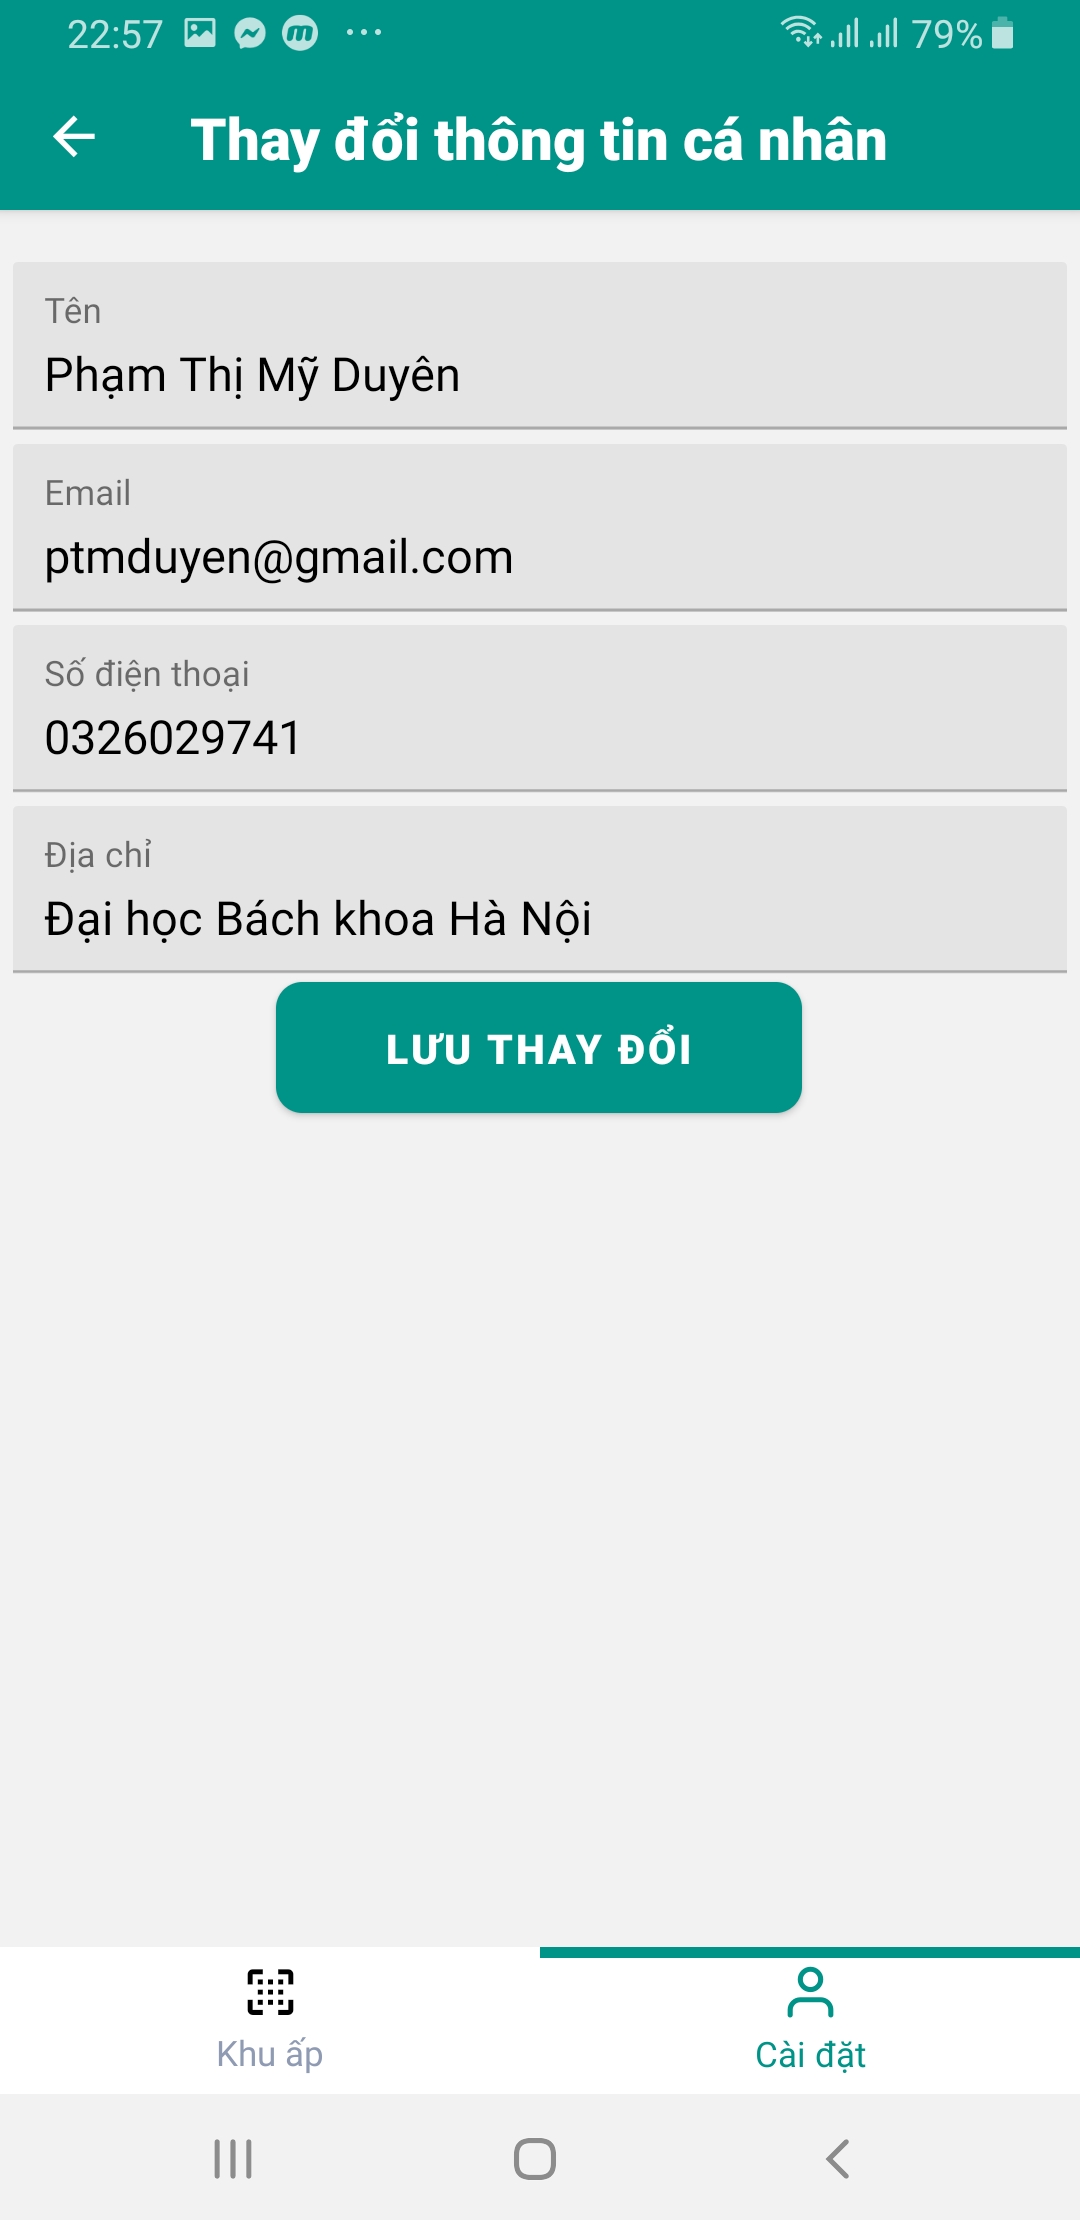 22:57 79%
Thay đổi thông tin cá nhân
Tên
Phạm Thị Mỹ Duyên
Email
ptmduyen@gmail.com
Số điện thoại
0326029741
Địa chỉ
Đại học Bách khoa Hà Nội
LƯU THAY ĐỔI
Khu ấp
Cài đặt